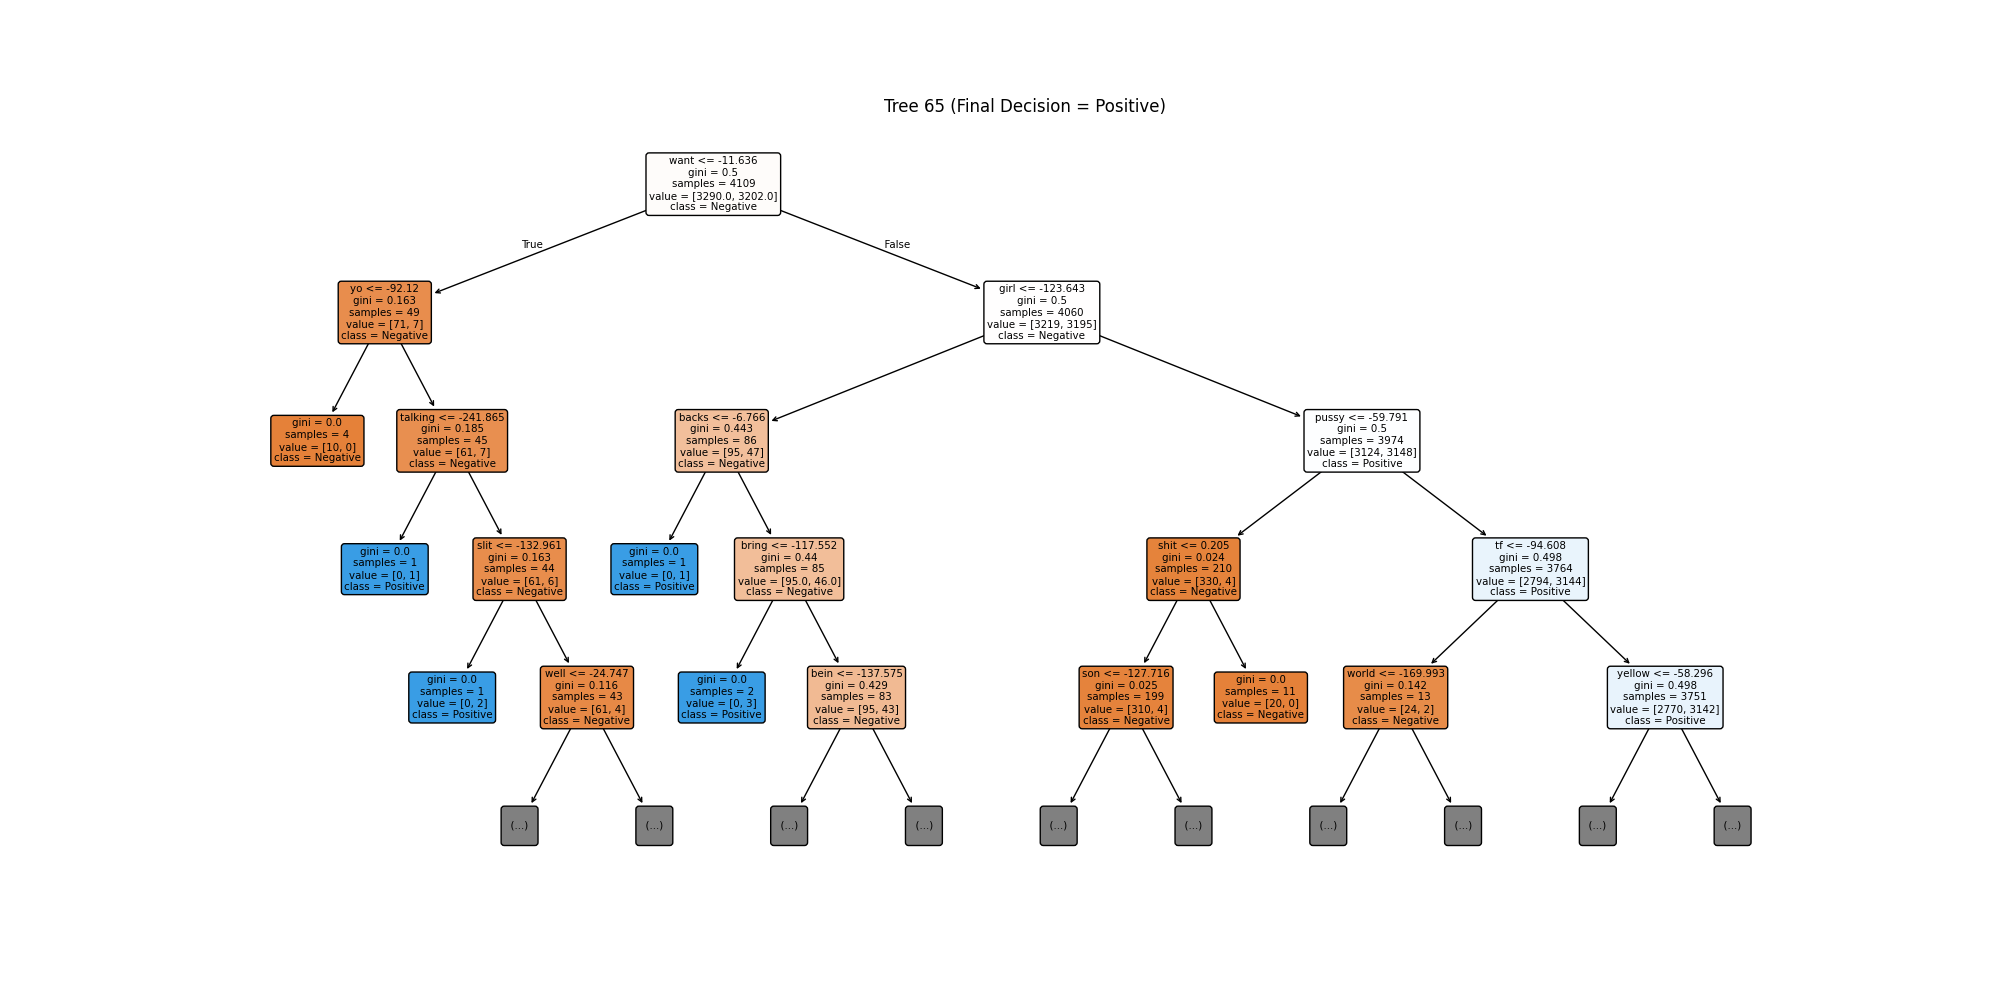 Tree 65 (Final Decision = Positive)
want <= -11.636
gini = 0.5
samples = 4109
value = [3290.0, 3202.0]
class = Negative
True
False
yo <= -92.12
gini = 0.163
samples = 49
value = [71, 7]
class = Negative
girl <= -123.643
gini = 0.5
samples = 4060
value = [3219, 3195]
class = Negative
gini = 0.0
samples = 4
value = [10, 0]
class = Negative
talking <= -241.865
gini = 0.185
samples = 45
value = [61, 7]
class = Negative
backs <= -6.766
gini = 0.443
samples = 86
value = [95, 47]
class = Negative
pussy <= -59.791
gini = 0.5
samples = 3974
value = [3124, 3148]
class = Positive
gini = 0.0
samples = 1
value = [0, 1]
class = Positive
slit <= -132.961
gini = 0.163
samples = 44
value = [61, 6]
class = Negative
gini = 0.0
samples = 1
value = [0, 1]
class = Positive
bring <= -117.552
gini = 0.44
samples = 85
value = [95.0, 46.0]
class = Negative
shit <= 0.205
gini = 0.024
samples = 210
value = [330, 4]
class = Negative
tf <= -94.608
gini = 0.498
samples = 3764
value = [2794, 3144]
class = Positive
gini = 0.0
samples = 1
value = [0, 2]
class = Positive
well <= -24.747
gini = 0.116
samples = 43
value = [61, 4]
class = Negative
gini = 0.0
samples = 2
value = [0, 3]
class = Positive
bein <= -137.575
gini = 0.429
samples = 83
value = [95, 43]
class = Negative
son <= -127.716
gini = 0.025
samples = 199
value = [310, 4]
class = Negative
gini = 0.0
samples = 11
value = [20, 0]
class = Negative
world <= -169.993
gini = 0.142
samples = 13
value = [24, 2]
class = Negative
yellow <= -58.296
gini = 0.498
samples = 3751
value = [2770, 3142]
class = Positive
(...)
(...)
(...)
(...)
(...)
(...)
(...)
(...)
(...)
(...)